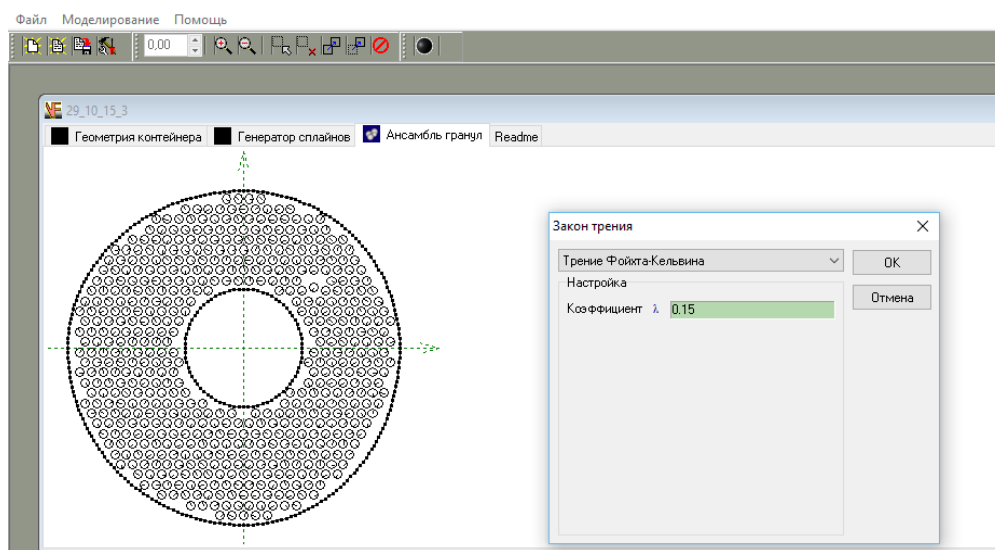 Файл Моделирование Помощь
0,00
29_10_15_3
Геометрия контейнера Генератор сплайнов Ансамбль гранул Readme
Закон трения
Трение Фойхта-Кельвина
OK
Настройка
Коэффициент λ 0.15
Отмена